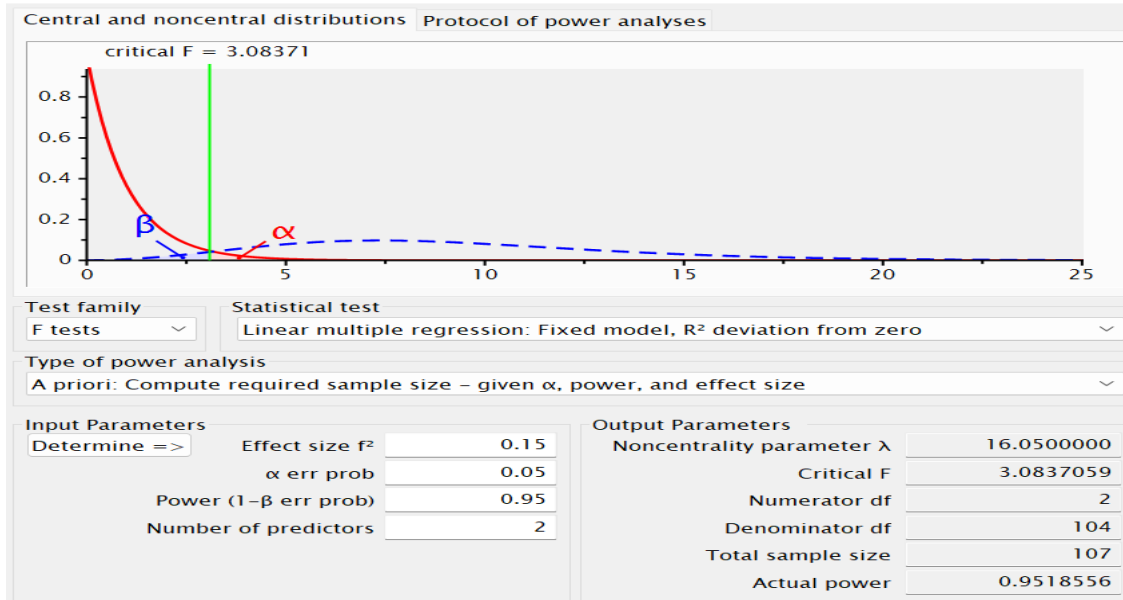 Central and noncentral distributions Protocol of power analyses
critical F = 3.08371
0.8
0.6
0.4
0.2
0
β
α
0 5 10 15 20 25
Test family Statistical test
F tests Linear multiple regression: Fixed model, R² deviation from zero
Type of power analysis
A priori: Compute required sample size – given α, power, and effect size
Input Parameters Output Parameters
Determine => Effect size f² 0.15 Noncentrality parameter λ 16.0500000
α err prob 0.05 Critical F 3.0837059
Power (1-β err prob) 0.95 Numerator df 2
Number of predictors 2 Denominator df 104
Total sample size 107
Actual power 0.9518556